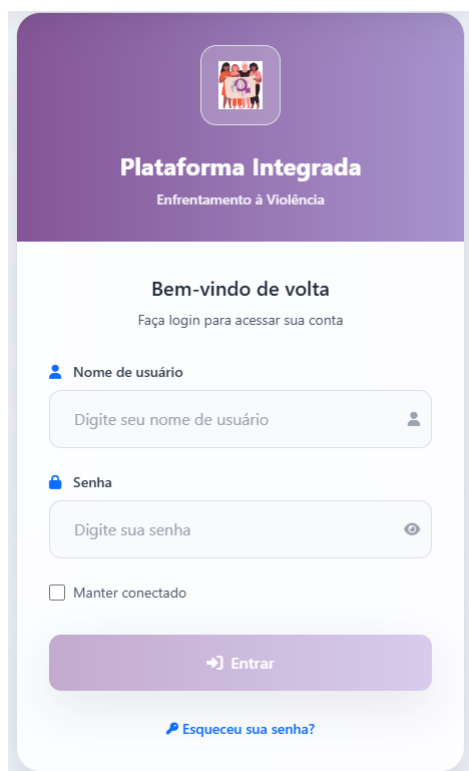 Plataforma Integrada
Enfrentamento à Violência
Bem-vindo de volta
Faça login para acessar sua conta
Nome de usuário
Digite seu nome de usuário
Senha
Digite sua senha
Manter conectado
Entrar
Esqueceu sua senha?